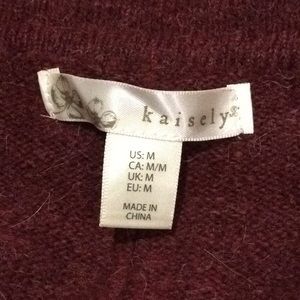 kaisely
US: M
CA: M/M
UK: M
EU: M
MADE IN
CHINA